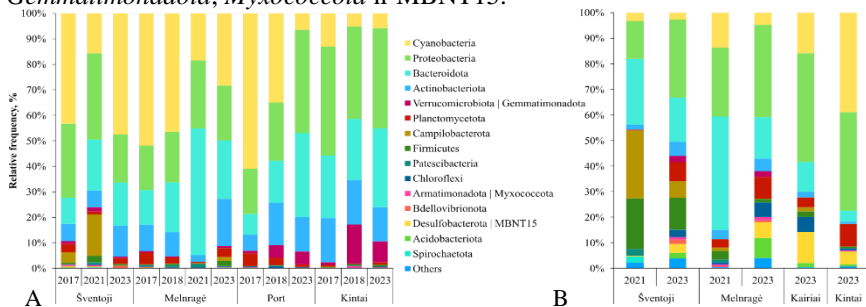 Gemmatimonadota, Myxococcota ir MBNT15.
100%
90%
80%
70%
60%
50%
40%
30%
20%
10%
0%
Relative frequency, %
2017 2021 2023 2017 2018 2021 2023 2017 2018 2023 2017 2018 2023
Šventoji Melnragė Port Kintai
A
Cyanobacteria
Proteobacteria
Bacteroidota
Actinobacteriota
Verrucomicrobiota | Gemmatimonadota
Planctomycetota
Campilobacterota
Firmicutes
Patescibacteria
Chloroflexi
Armatimonadota | Myxococcota
Bdellovibrionota
Desulfobacterota | MBNT15
Acidobacteriota
Spirochaetota
Others
100%
90%
80%
70%
60%
50%
40%
30%
20%
10%
0%
2021 2023 2021 2023 2023 2023
Šventoji Melnragė Kairiai Kintai
B